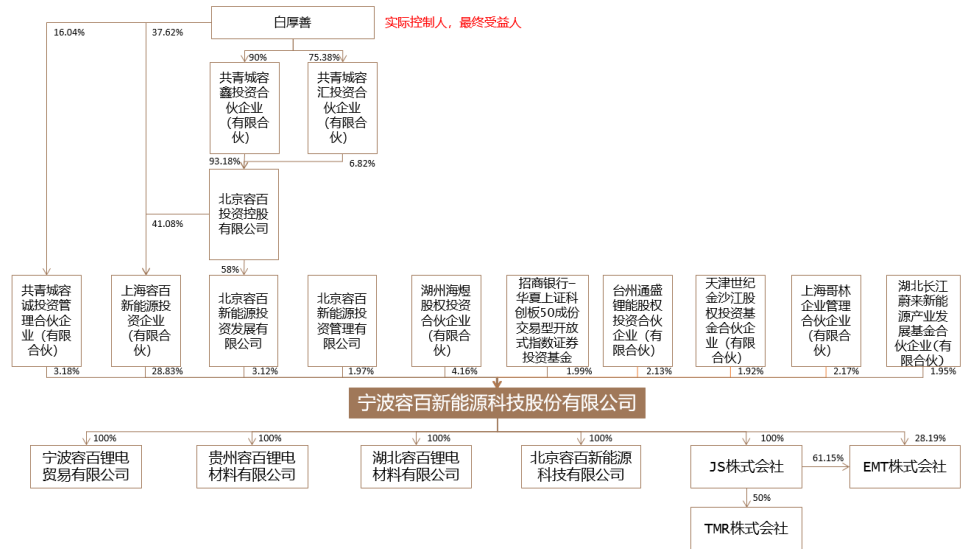 白厚善
实际控制人，最终受益人
16.04%
37.62%
90%
75.38%
共青城容
鑫投资合
伙企业
（有限合
伙）
共青城容
汇投资合
伙企业
（有限合
伙）
93.18%
6.82%
北京容百
投资控股
有限公司
41.08%
58%
共青城容
诚投资管
理合伙企
业（有限
合伙）
上海容百
新能源投
资企业
（有限合
伙）
北京容百
新能源投
资发展有
限公司
北京容百
新能源投
资管理有
限公司
湖州海煜
股权投资
合伙企业
（有限合
伙）
招商银行-
华夏上证科
创板50成份
交易型开放
式指数证券
投资基金
台州通盛
锂能股权
投资合伙
企业（有
限合伙）
天津世纪
金沙江股
权投资基
金合伙企
业（有限
合伙）
上海哥林
企业管理
合伙企业
（有限合
伙）
湖北长江
蔚来新能
源产业发
展基金合
伙企业（有
限合伙）
3.18%
28.83%
3.12%
1.97%
4.16%
1.99%
2.13%
1.92%
2.17%
1.95%
宁波容百新能源科技股份有限公司
100%
100%
100%
100%
100%
28.19%
宁波容百锂电
贸易有限公司
贵州容百锂电
材料有限公司
湖北容百锂电
材料有限公司
北京容百新能源
科技有限公司
JS株式会社
61.15%
EMT株式会社
50%
TMR株式会社